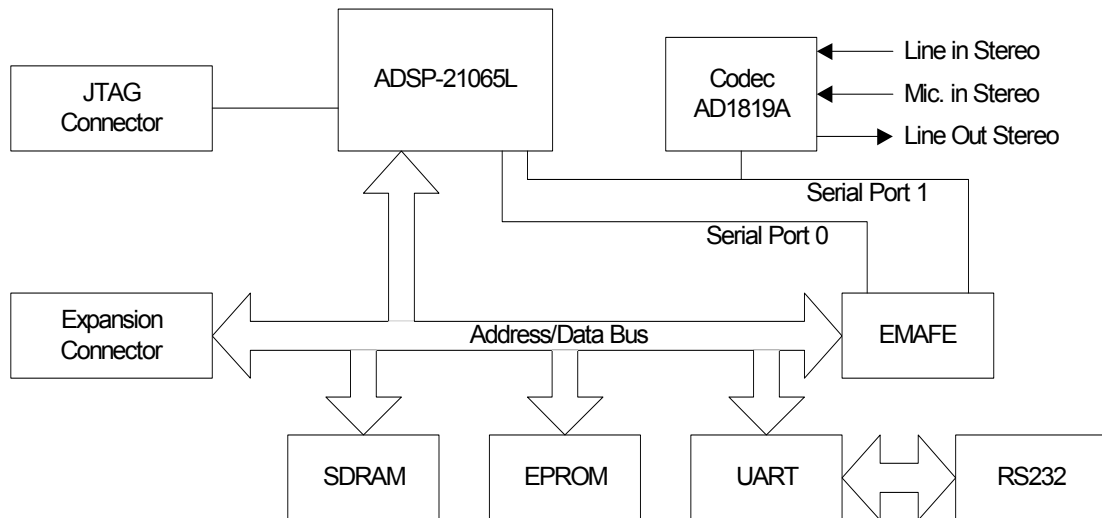 ADSP-21065L
Codec
AD1819A
Line in Stereo
Mic. in Stereo
Line Out Stereo
JTAG
Connector
Serial Port 1
Serial Port 0
Expansion
Connector
Address/Data Bus
EMAFE
SDRAM
EPROM
UART
RS232